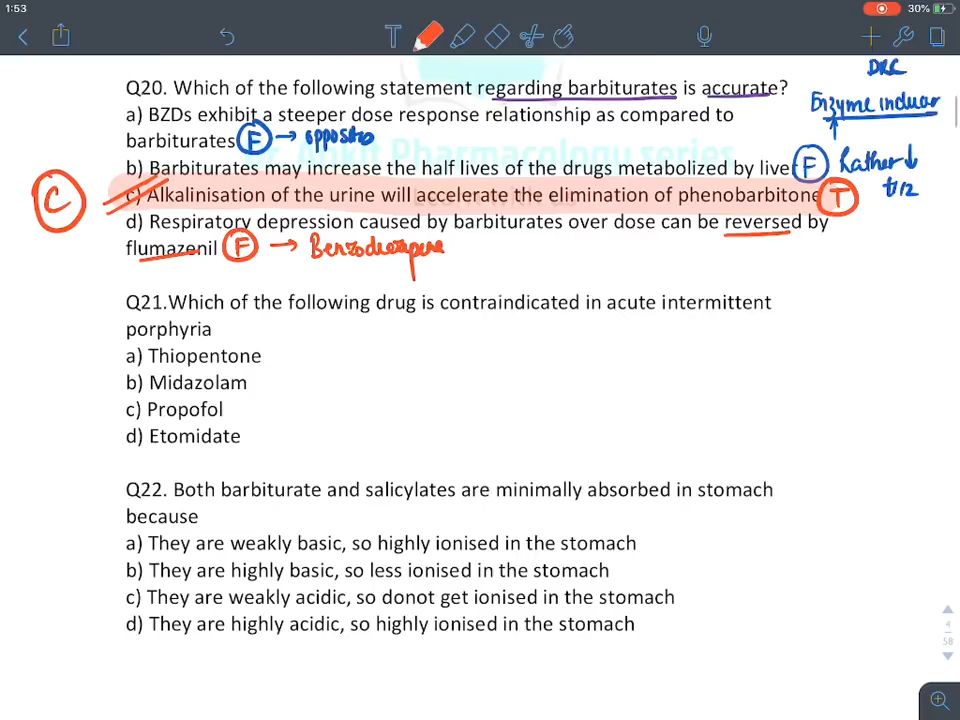 1:53
30%
DRC
Q20. Which of the following statement regarding barbiturates is accurate?
Enzyme inducer
a) BZDs exhibit a steeper dose response relationship as compared to
barbiturates F → opposite
b) Barbiturates may increase the half lives of the drugs metabolized by live F Rather ↓
t1/2
C c) Alkalinisation of the urine will accelerate the elimination of phenobarbitone T
d) Respiratory depression caused by barbiturates over dose can be reversed by
flumazenil F → Benzodiazepine
Q21.Which of the following drug is contraindicated in acute intermittent
porphyria
a) Thiopentone
b) Midazolam
c) Propofol
d) Etomidate
Q22. Both barbiturate and salicylates are minimally absorbed in stomach
because
a) They are weakly basic, so highly ionised in the stomach
b) They are highly basic, so less ionised in the stomach
c) They are weakly acidic, so donot get ionised in the stomach
d) They are highly acidic, so highly ionised in the stomach
4
58